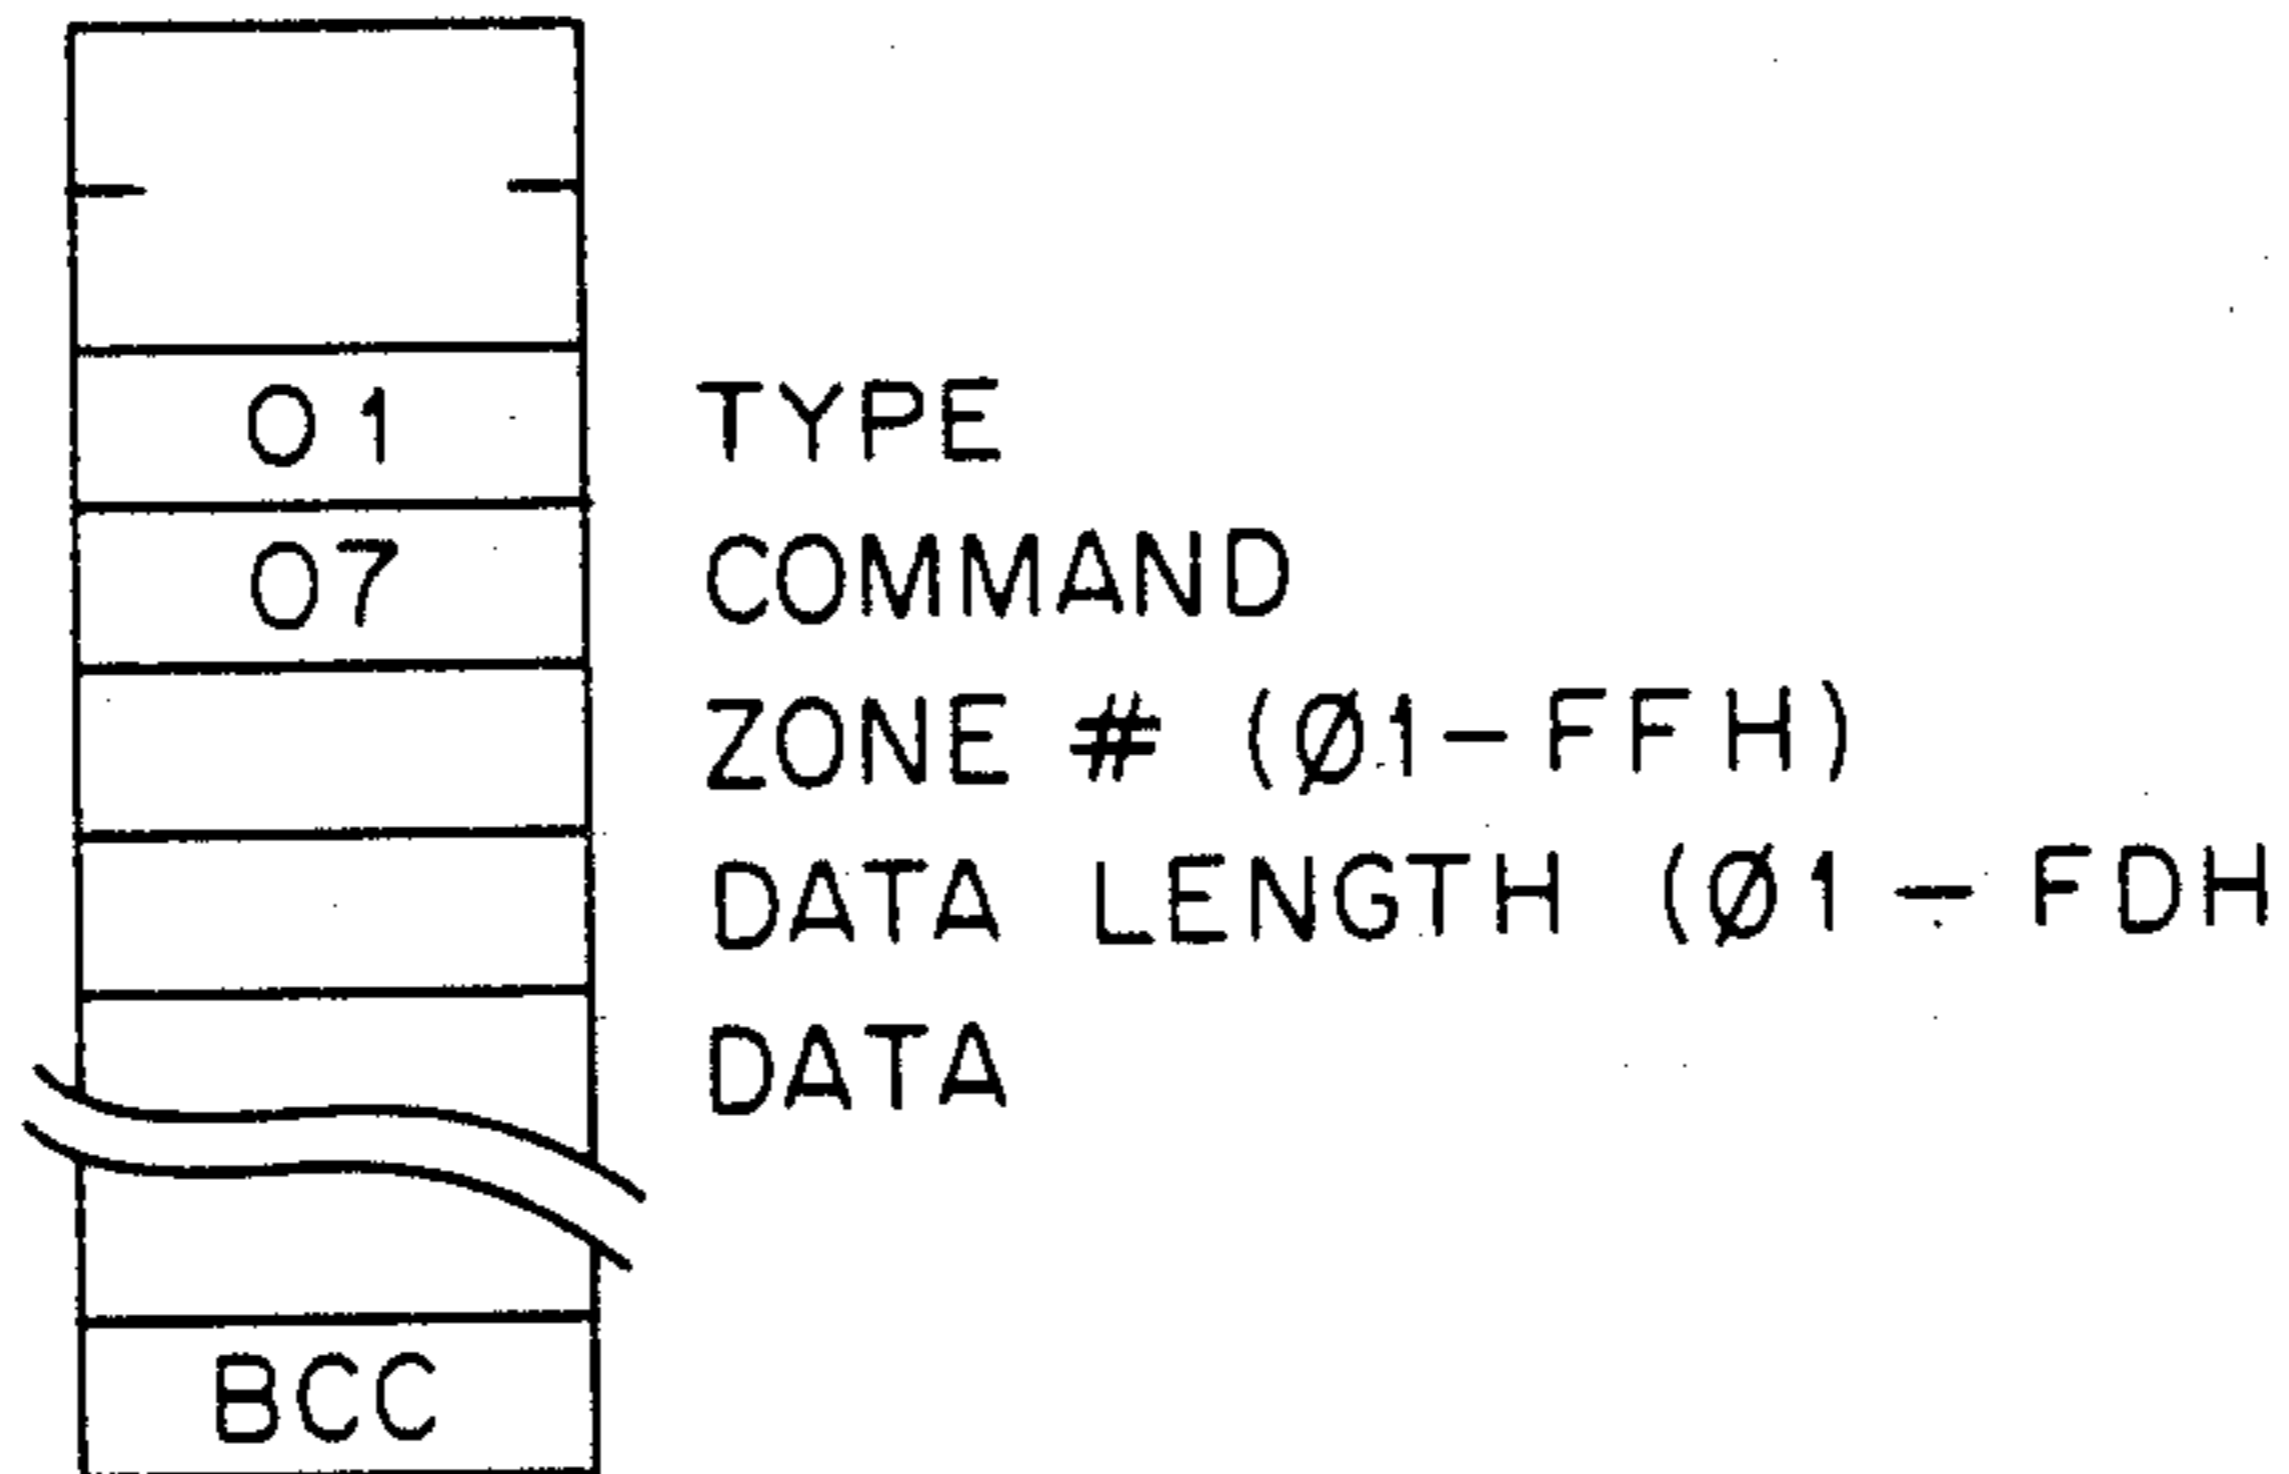 01 TYPE
07 COMMAND
ZONE # (Ø1-FFH)
DATA LENGTH (Ø1-FDH
DATA
BCC